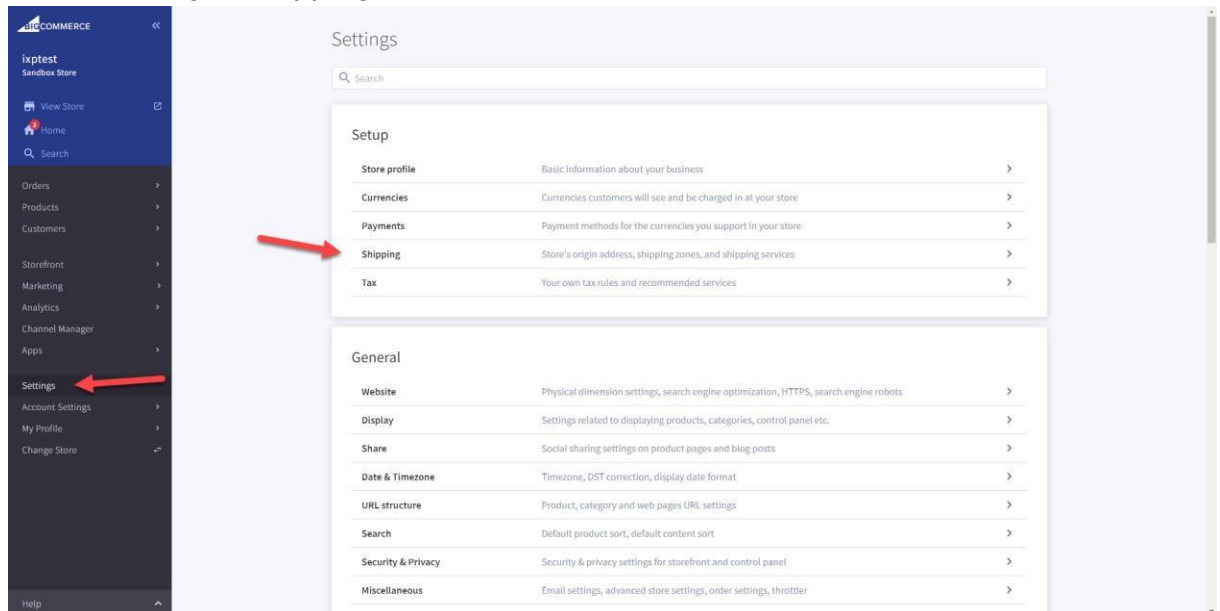 BIGCOMMERCE
ixptest
Sandbox Store
View Store
2
Home
Search
Orders
Products
Customers
Storefront
Marketing
Analytics
Channel Manager
Apps
Settings
Account Settings
My Profile
Change Store
Help
Settings
Search
Setup
Store profile Basic information about your business
Currencies Currencies customers will see and be charged in at your store
Payments Payment methods for the currencies you support in your store
Shipping Store's origin address, shipping zones, and shipping services
Tax Your own tax rules and recommended services
General
Website Physical dimension settings, search engine optimization, HTTPS, search engine robots
Display Settings related to displaying products, categories, control panel etc.
Share Social sharing settings on product pages and blog posts
Date & Timezone Timezone, DST correction, display date format
URL structure Product, category and web pages URL settings
Search Default product sort, default content sort
Security & Privacy Security & privacy settings for storefront and control panel
Miscellaneous Email settings, advanced store settings, order settings, throttler